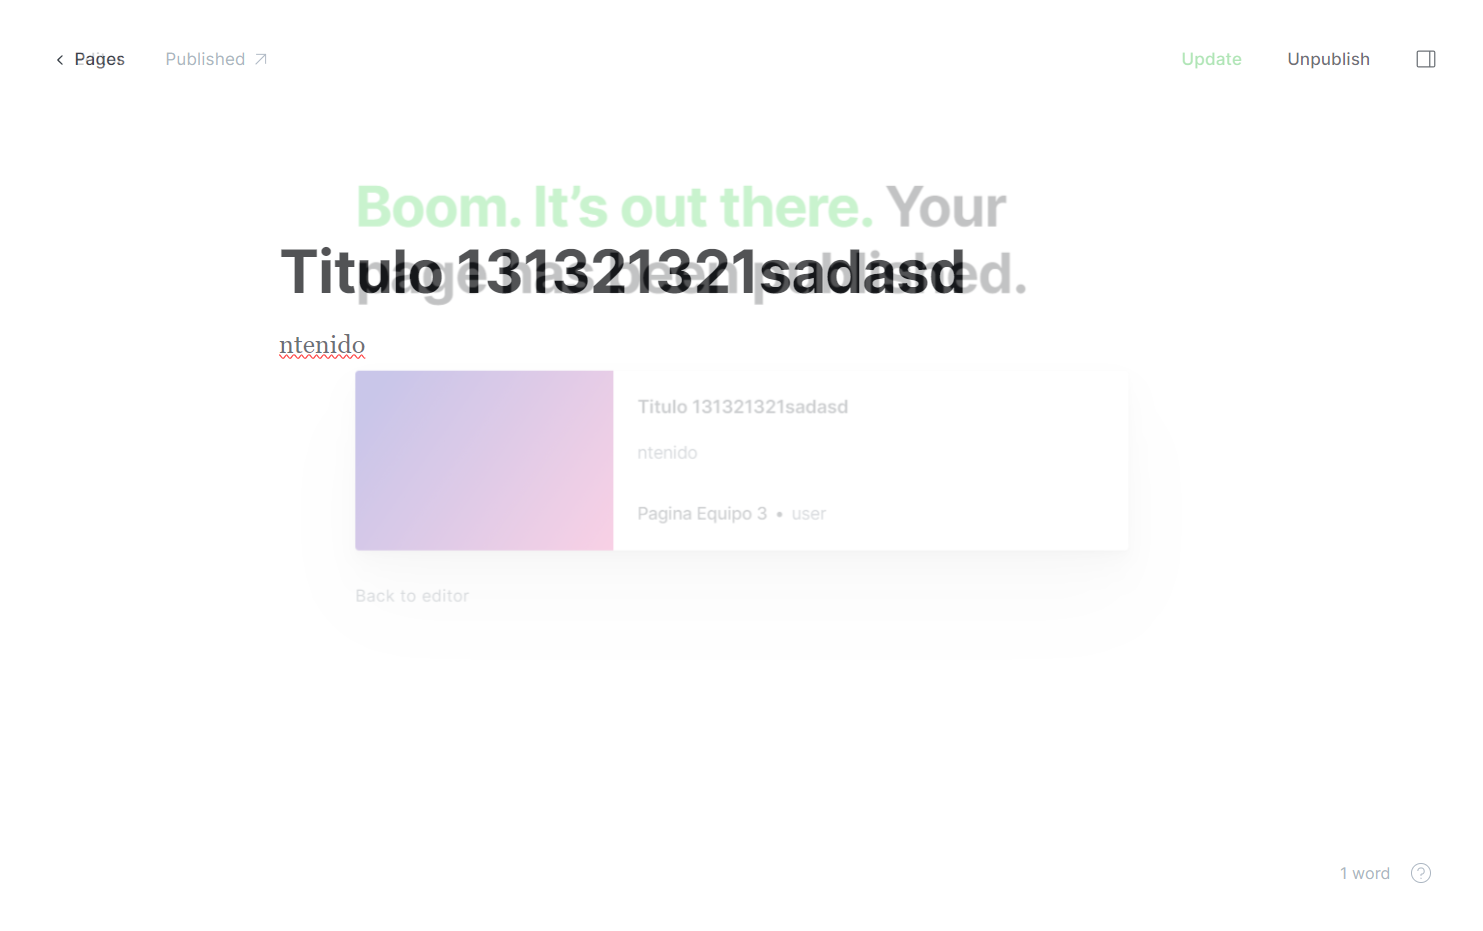 Pages
Published
Update
Unpublish
Boom. It’s out there. Your
page has been published.
Titulo 131321321sadasd
ntenido
Titulo 131321321sadasd
ntenido
Pagina Equipo 3 • user
Back to editor
1 word
?